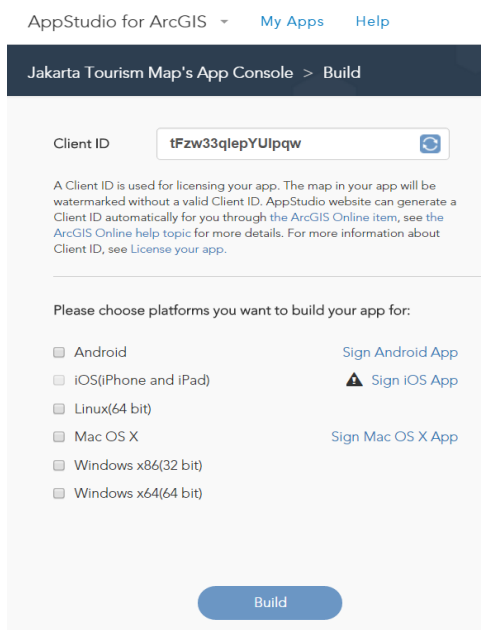 AppStudio for ArcGIS My Apps Help
Jakarta Tourism Map's App Console > Build
Client ID tFzw33qlepYUlpqw
A Client ID is used for licensing your app. The map in your app will be
watermarked without a valid Client ID. AppStudio website can generate a
Client ID automatically for you through the ArcGIS Online item, see the
ArcGIS Online help topic for more details. For more information about
Client ID, see License your app.
Please choose platforms you want to build your app for:
Android Sign Android App
iOS(iPhone and iPad) Sign iOS App
Linux(64 bit)
Mac OS X Sign Mac OS X App
Windows x86(32 bit)
Windows x64(64 bit)
Build